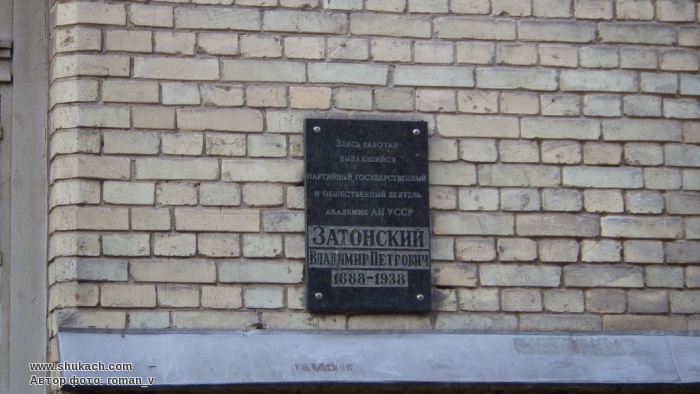 Здесь работал
выдающийся
партийный государственный
и общественный деятель
академик АН УССР
ЗАТОНСКИЙ
Владимир Петрович
1888-1938
www.shukach.com
Автор фото: roman_v